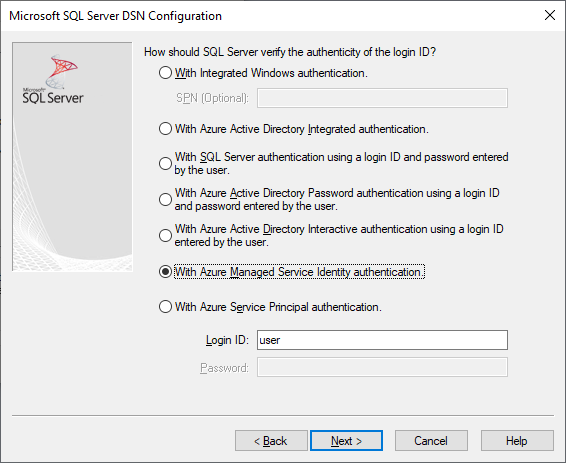 Microsoft SQL Server DSN Configuration
Microsoft
SQL Server
How should SQL Server verify the authenticity of the login ID?
With Integrated Windows authentication.
SPN (Optional):
With Azure Active Directory Integrated authentication.
With SQL Server authentication using a login ID and password entered
by the user.
With Azure Active Directory Password authentication using a login ID
and password entered by the user.
With Azure Active Directory Interactive authentication using a login ID
entered by the user.
With Azure Managed Service Identity authentication.
With Azure Service Principal authentication.
Login ID: user
Password:
< Back Next > Cancel Help